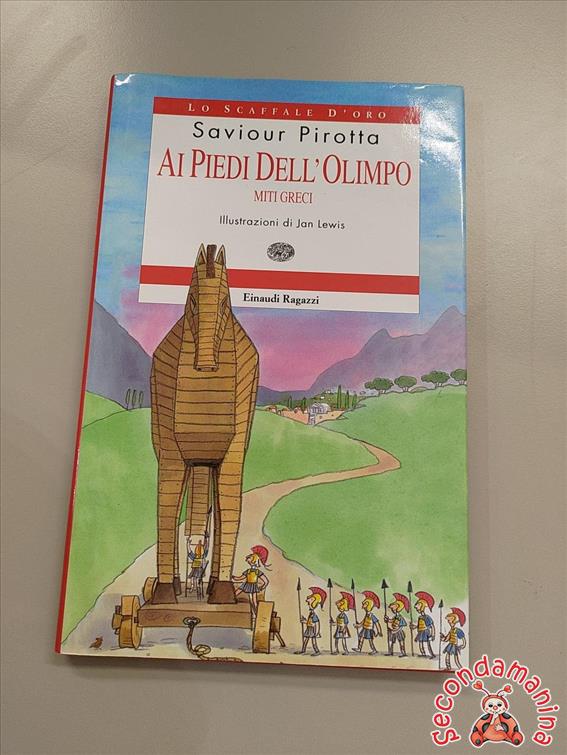 LO SCAFFALE D'ORO
Saviour Pirotta
AI PIEDI DELL'OLIMPO
MITI GRECI
Illustrazioni di Jan Lewis
Einaudi Ragazzi
secondamanina